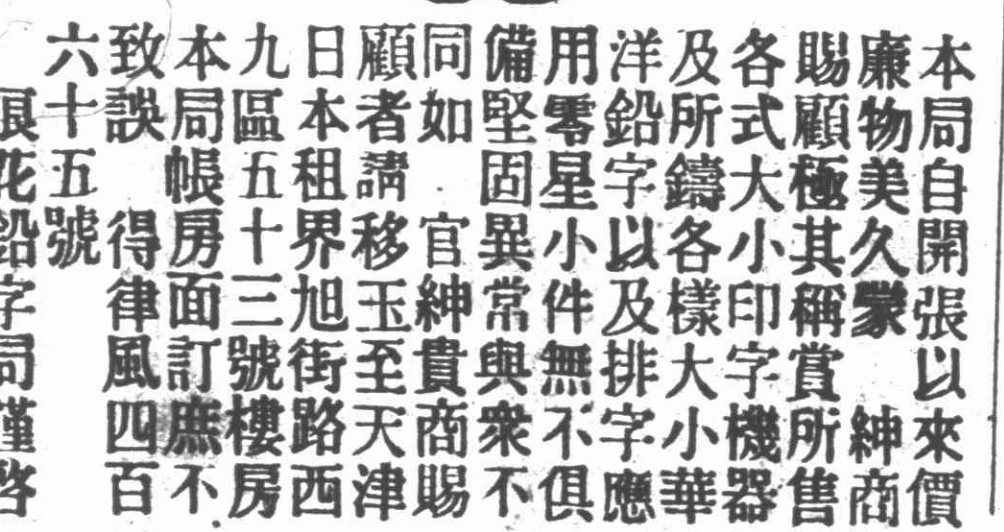 本局自開張以來價
廉物美久蒙 紳商
賜顧極其稱賞所售
各式大小印字機器
及所鑄各樣大小華
洋鉛字以及排字應
用零星小件無不俱
備堅固異常與衆不
同如 官紳貴商賜
顧者請移玉至天津
日本租界旭街路西
九區五十三號樓房
本局帳房面訂庶不
致誤 得律風四百
六十五號
花鉛字局謹啓